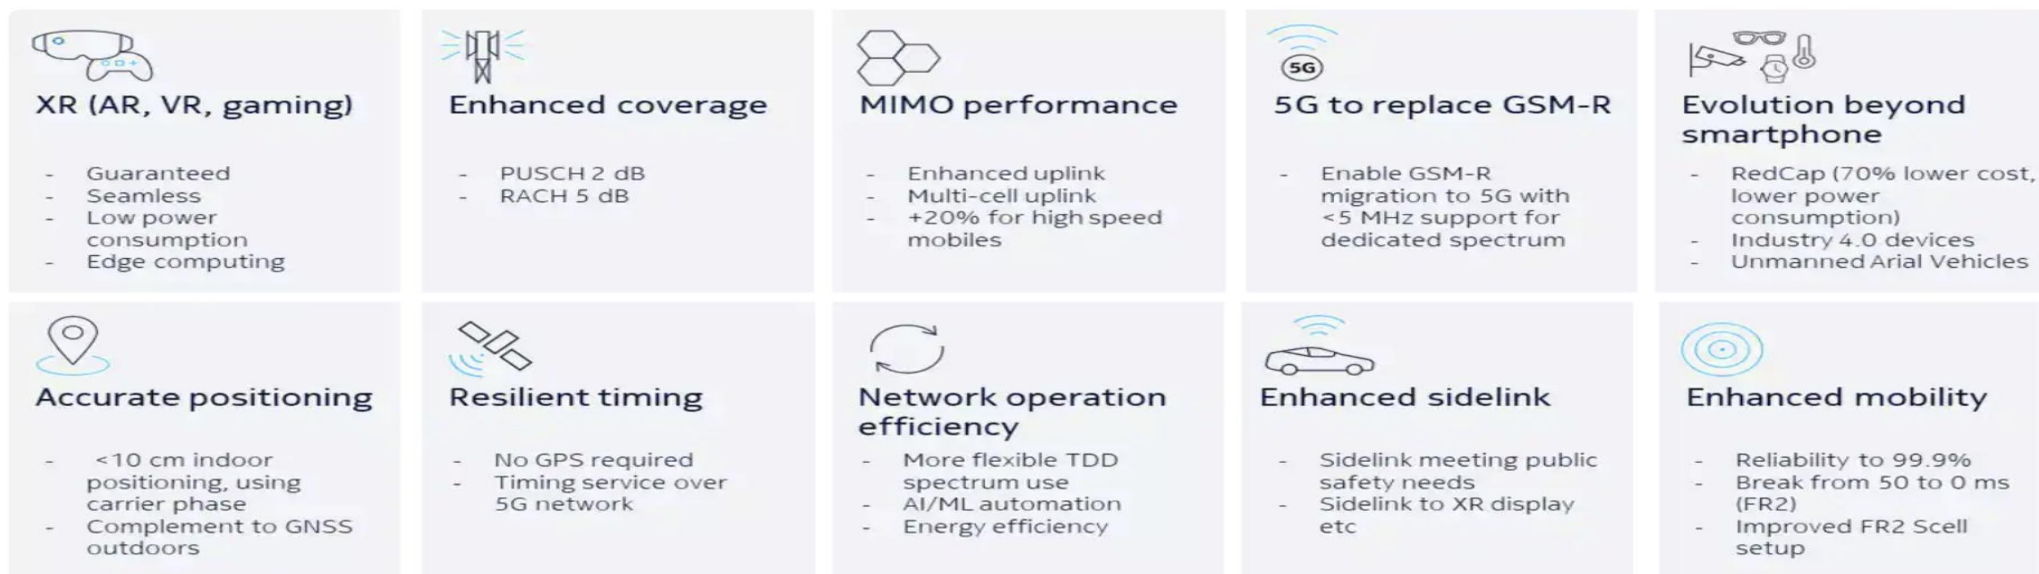 XR (AR, VR, gaming)
- Guaranteed
- Seamless
- Low power
consumption
- Edge computing
Enhanced coverage
- PUSCH 2 dB
- RACH 5 dB
MIMO performance
- Enhanced uplink
- Multi-cell uplink
- +20% for high speed
mobiles
5G
5G to replace GSM-R
- Enable GSM-R
migration to 5G with
<5 MHz support for
dedicated spectrum
Evolution beyond
smartphone
- RedCap (70% lower cost,
lower power
consumption)
- Industry 4.0 devices
- Unmanned Arial Vehicles
Accurate positioning
- <10 cm indoor
positioning, using
carrier phase
- Complement to GNSS
outdoors
Resilient timing
- No GPS required
- Timing service over
5G network
Network operation
efficiency
- More flexible TDD
spectrum use
- AI/ML automation
- Energy efficiency
Enhanced sidelink
- Sidelink meeting public
safety needs
- Sidelink to XR display
etc
Enhanced mobility
- Reliability to 99.9%
- Break from 50 to 0 ms
(FR2)
- Improved FR2 Scell
setup